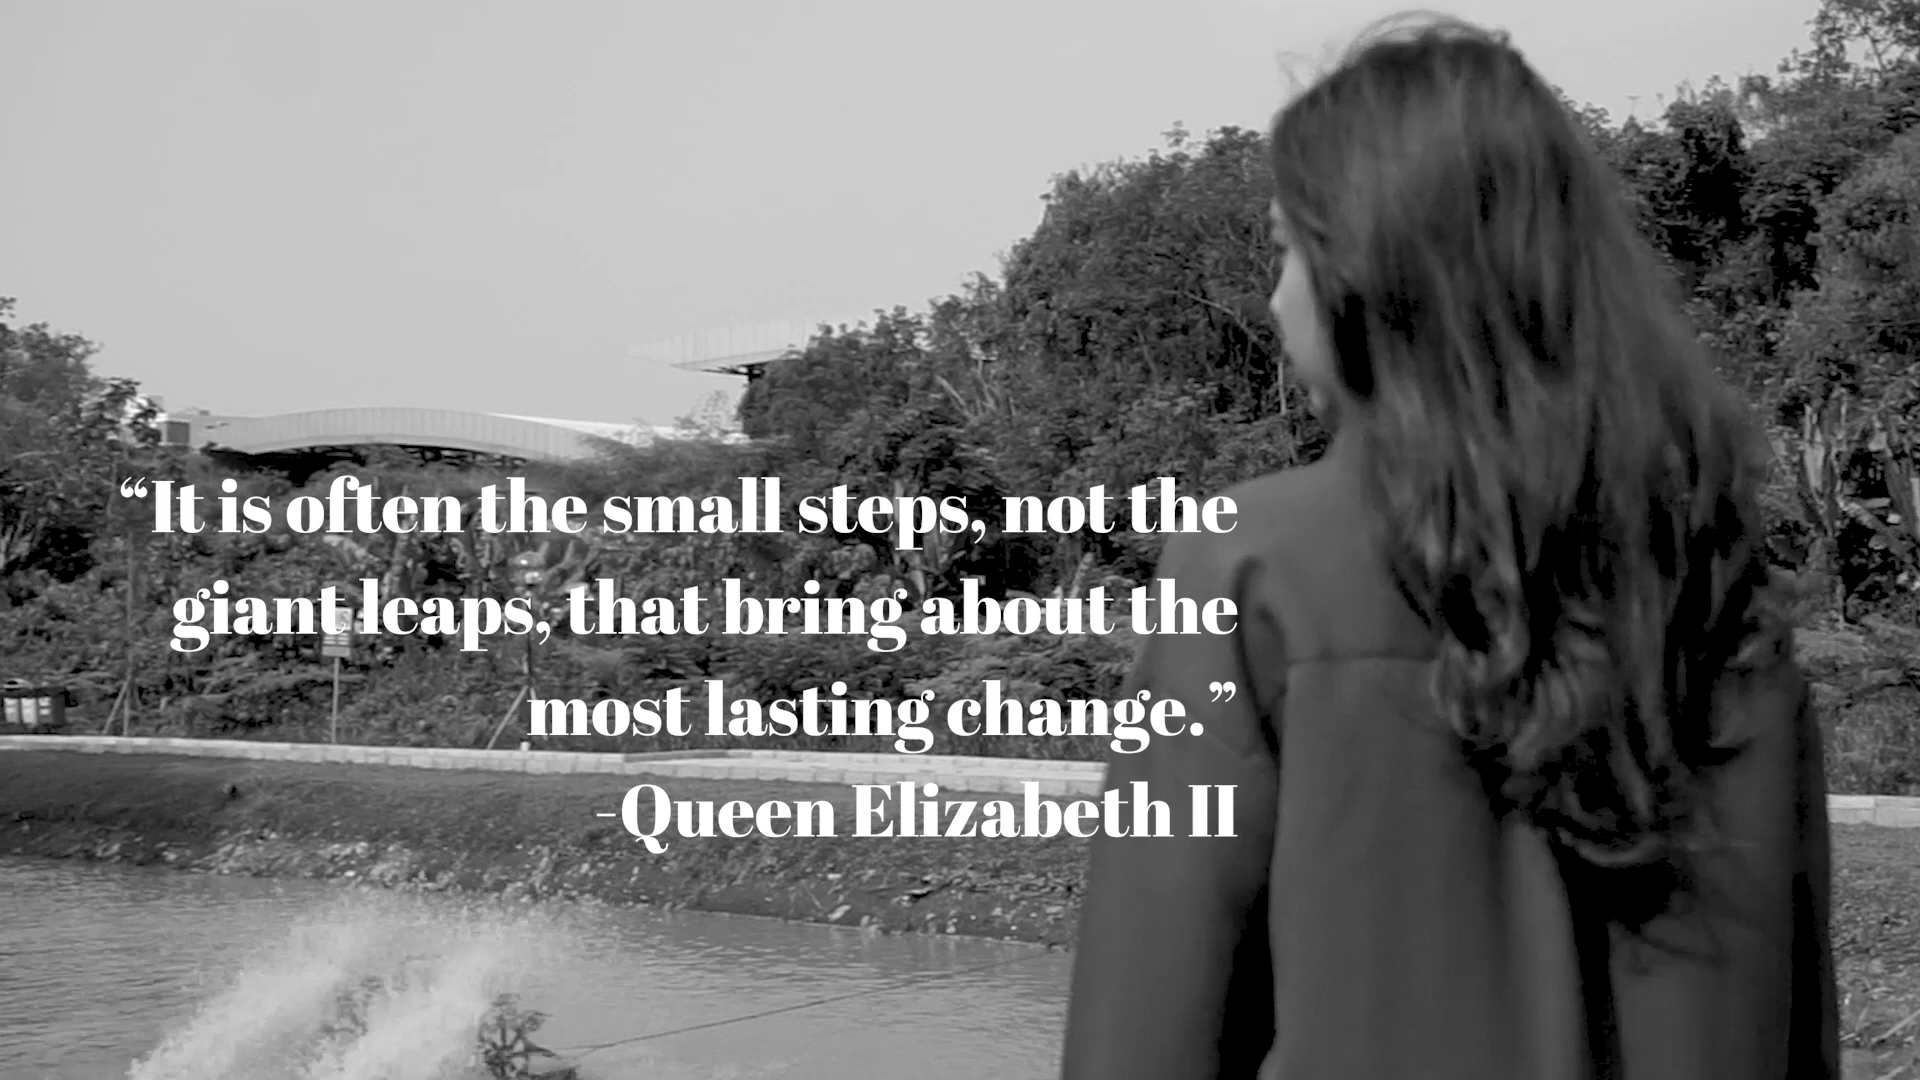 “It is often the small steps, not the
giant leaps, that bring about the
most lasting change.”
-Queen Elizabeth II